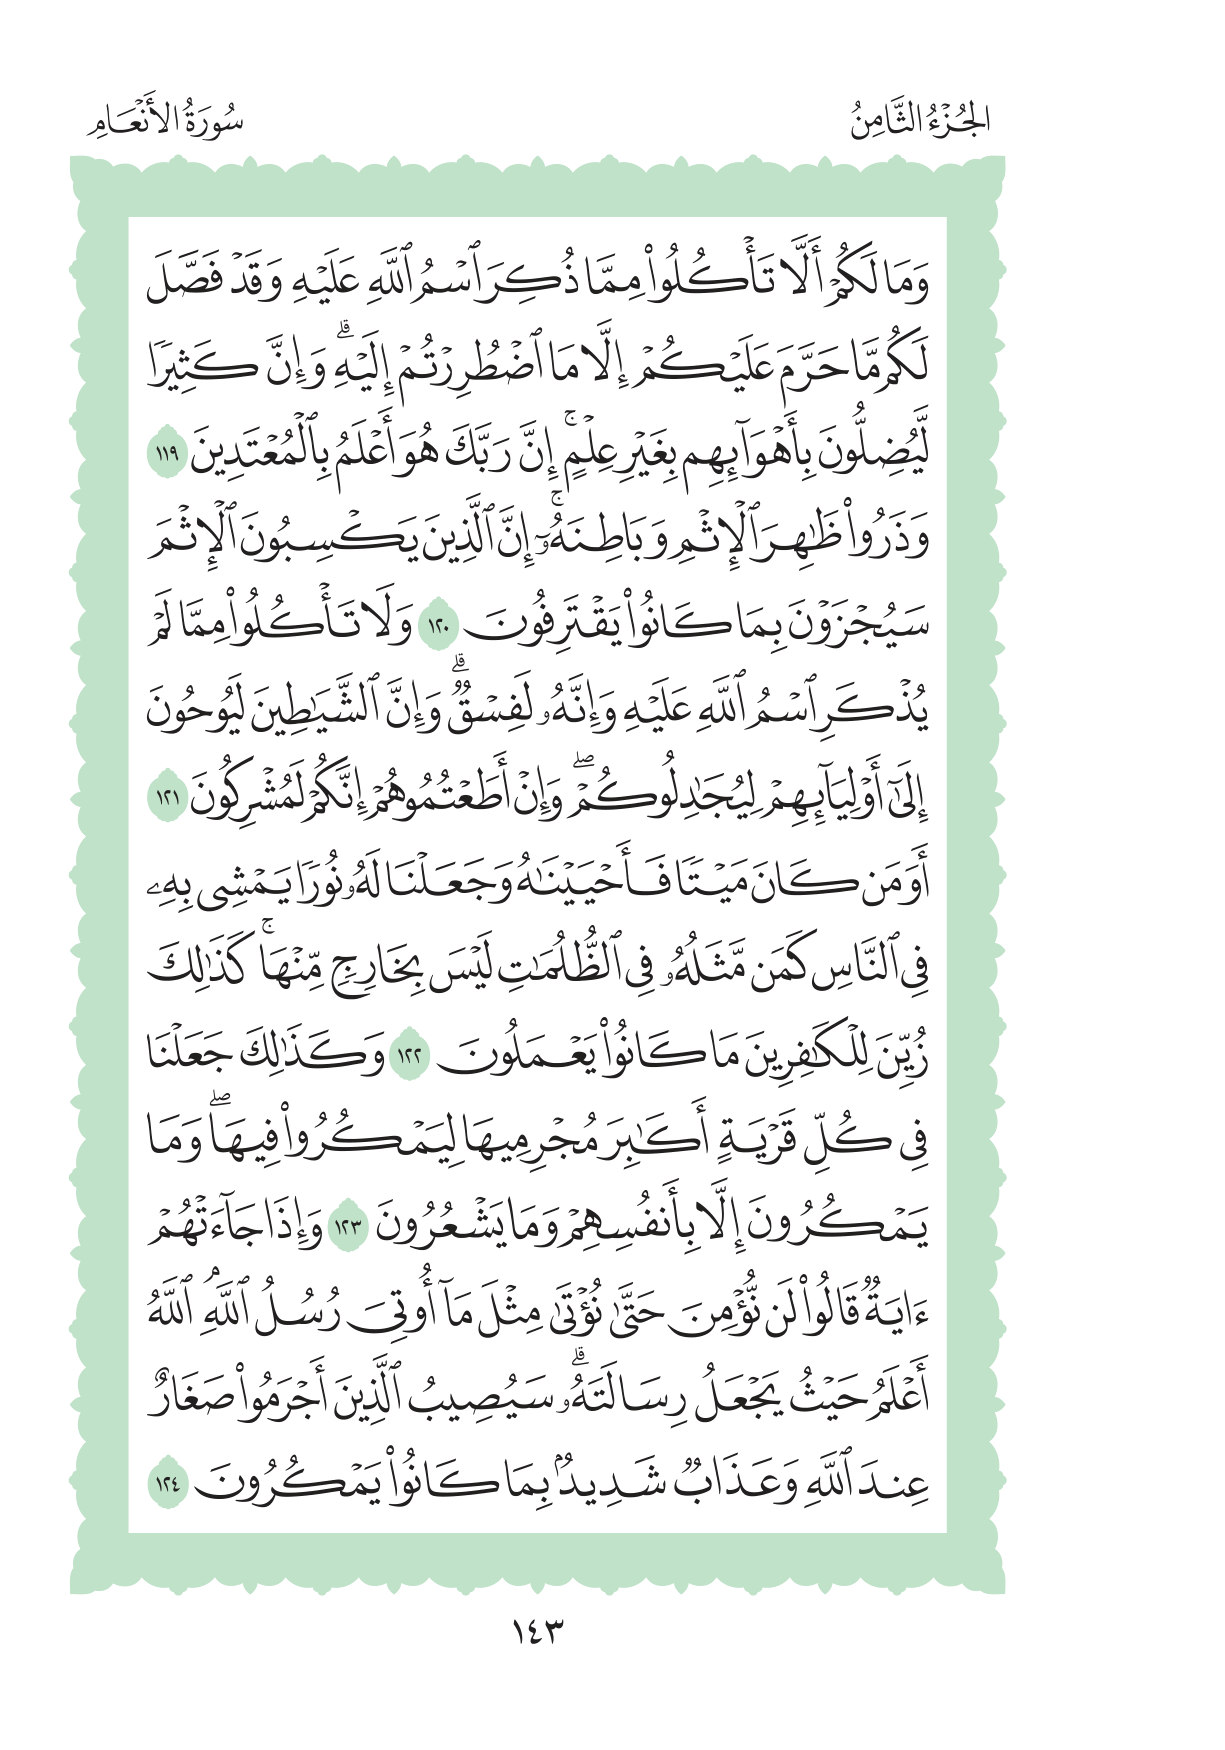 الجُزْءُ الثَّامِنُ
سُورَةُ الأَنْعَامِ
وَمَا لَكُمْ أَلَّا تَأْكُلُوا۟ مِمَّا ذُكِرَ ٱسْمُ ٱللَّهِ عَلَيْهِ وَقَدْ فَصَّلَ
لَكُم مَّا حَرَّمَ عَلَيْكُمْ إِلَّا مَا ٱضْطُرِرْتُمْ إِلَيْهِ ۗ وَإِنَّ كَثِيرًا
لَّيُضِلُّونَ بِأَهْوَآئِهِم بِغَيْرِ عِلْمٍ ۚ إِنَّ رَبَّكَ هُوَ أَعْلَمُ بِٱلْمُعْتَدِينَ ١١٩
وَذَرُوا۟ ظَٰهِرَ ٱلْإِثْمِ وَبَاطِنَهُۥٓ ۚ إِنَّ ٱلَّذِينَ يَكْسِبُونَ ٱلْإِثْمَ
سَيُجْزَوْنَ بِمَا كَانُوا۟ يَقْتَرِفُونَ ١٢٠ وَلَا تَأْكُلُوا۟ مِمَّا لَمْ
يُذْكَرِ ٱسْمُ ٱللَّهِ عَلَيْهِ وَإِنَّهُۥ لَفِسْقٌ ۗ وَإِنَّ ٱلشَّيَٰطِينَ لَيُوحُونَ
إِلَىٰٓ أَوْلِيَآئِهِمْ لِيُجَٰدِلُوكُمْ ۖ وَإِنْ أَطَعْتُمُوهُمْ إِنَّكُمْ لَمُشْرِكُونَ ١٢١
أَوَمَن كَانَ مَيْتًا فَأَحْيَيْنَٰهُ وَجَعَلْنَا لَهُۥ نُورًا يَمْشِى بِهِۦ
فِى ٱلنَّاسِ كَمَن مَّثَلُهُۥ فِى ٱلظُّلُمَٰتِ لَيْسَ بِخَارِجٍ مِّنْهَا ۚ كَذَٰلِكَ
زُيِّنَ لِلْكَٰفِرِينَ مَا كَانُوا۟ يَعْمَلُونَ ١٢٢ وَكَذَٰلِكَ جَعَلْنَا
فِى كُلِّ قَرْيَةٍ أَكَٰبِرَ مُجْرِمِيهَا لِيَمْكُرُوا۟ فِيهَا ۖ وَمَا
يَمْكُرُونَ إِلَّا بِأَنفُسِهِمْ وَمَا يَشْعُرُونَ ١٢٣ وَإِذَا جَآءَتْهُمْ
ءَايَةٌ قَالُوا۟ لَن نُّؤْمِنَ حَتَّىٰ نُؤْتَىٰ مِثْلَ مَآ أُوتِىَ رُسُلُ ٱللَّهِ ۘ ٱللَّهُ
أَعْلَمُ حَيْثُ يَجْعَلُ رِسَالَتَهُۥ ۗ سَيُصِيبُ ٱلَّذِينَ أَجْرَمُوا۟ صَغَارٌ
عِندَ ٱللَّهِ وَعَذَابٌ شَدِيدٌۢ بِمَا كَانُوا۟ يَمْكُرُونَ ١٢٤
١٤٣